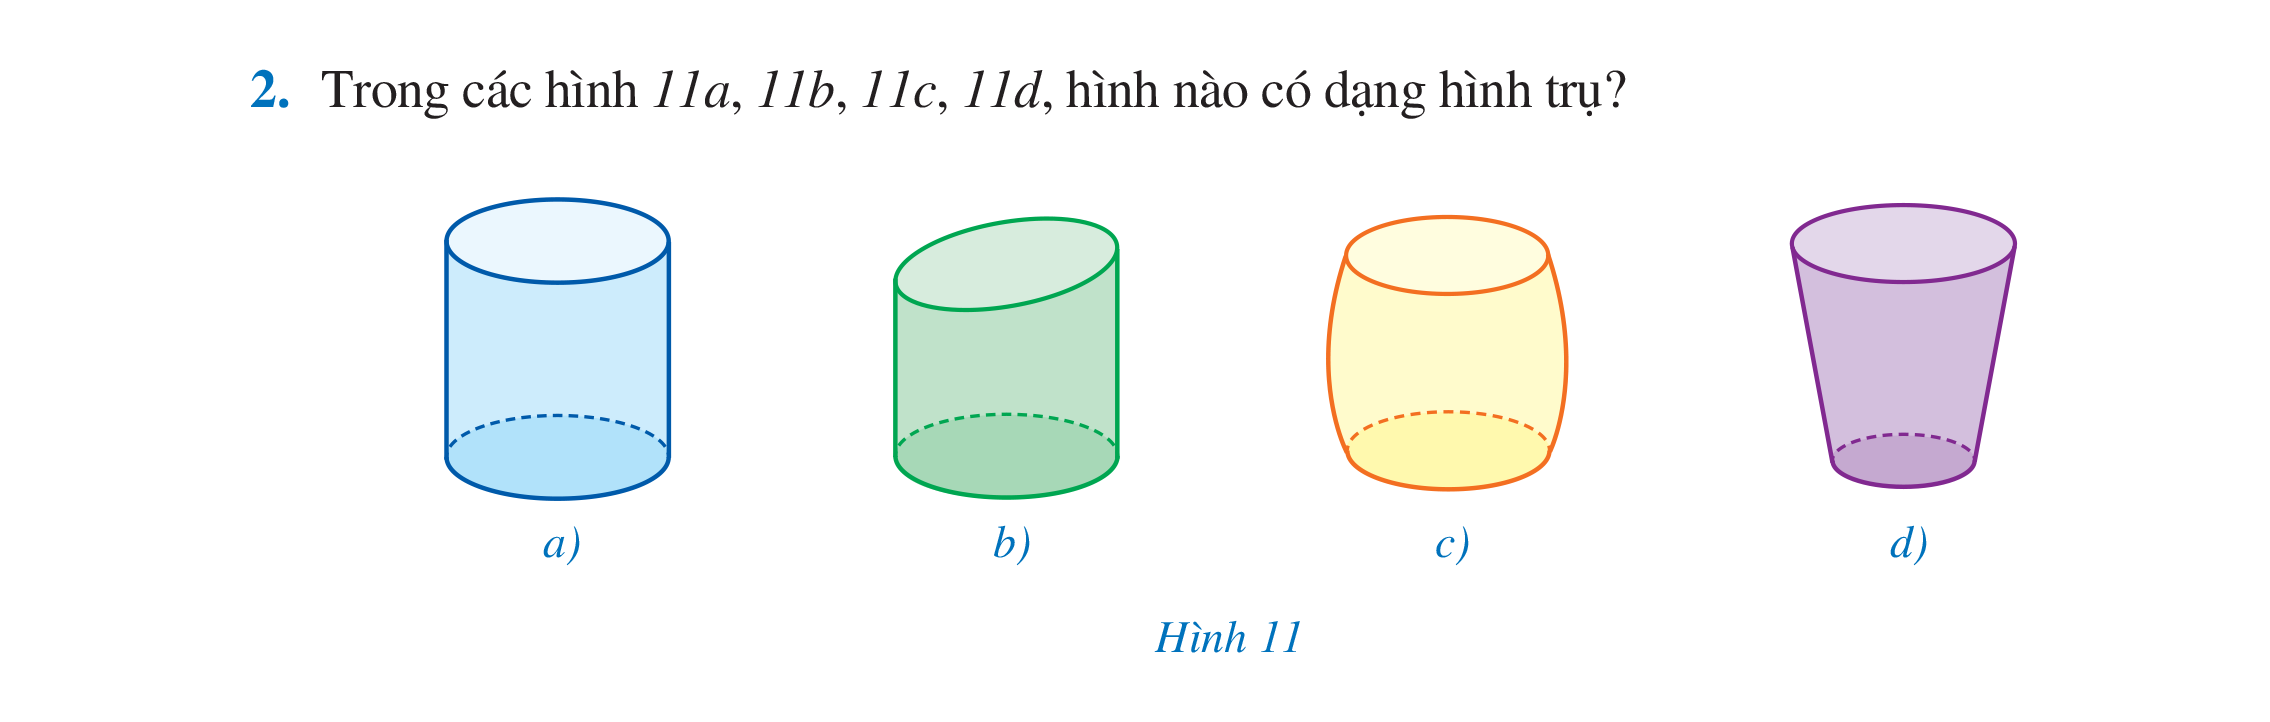 2. Trong các hình 11a, 11b, 11c, 11d, hình nào có dạng hình trụ?
a) b) c) d)
Hình 11